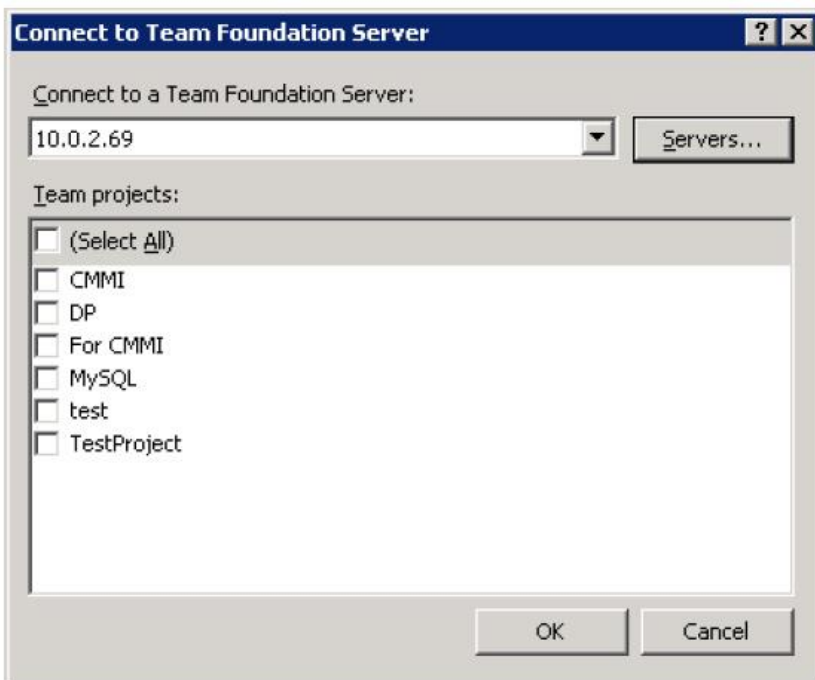 Connect to Team Foundation Server
Connect to a Team Foundation Server:
10.0.2.69
Servers...
Team projects:
(Select All)
CMMI
DP
For CMMI
MySQL
test
TestProject
OK
Cancel